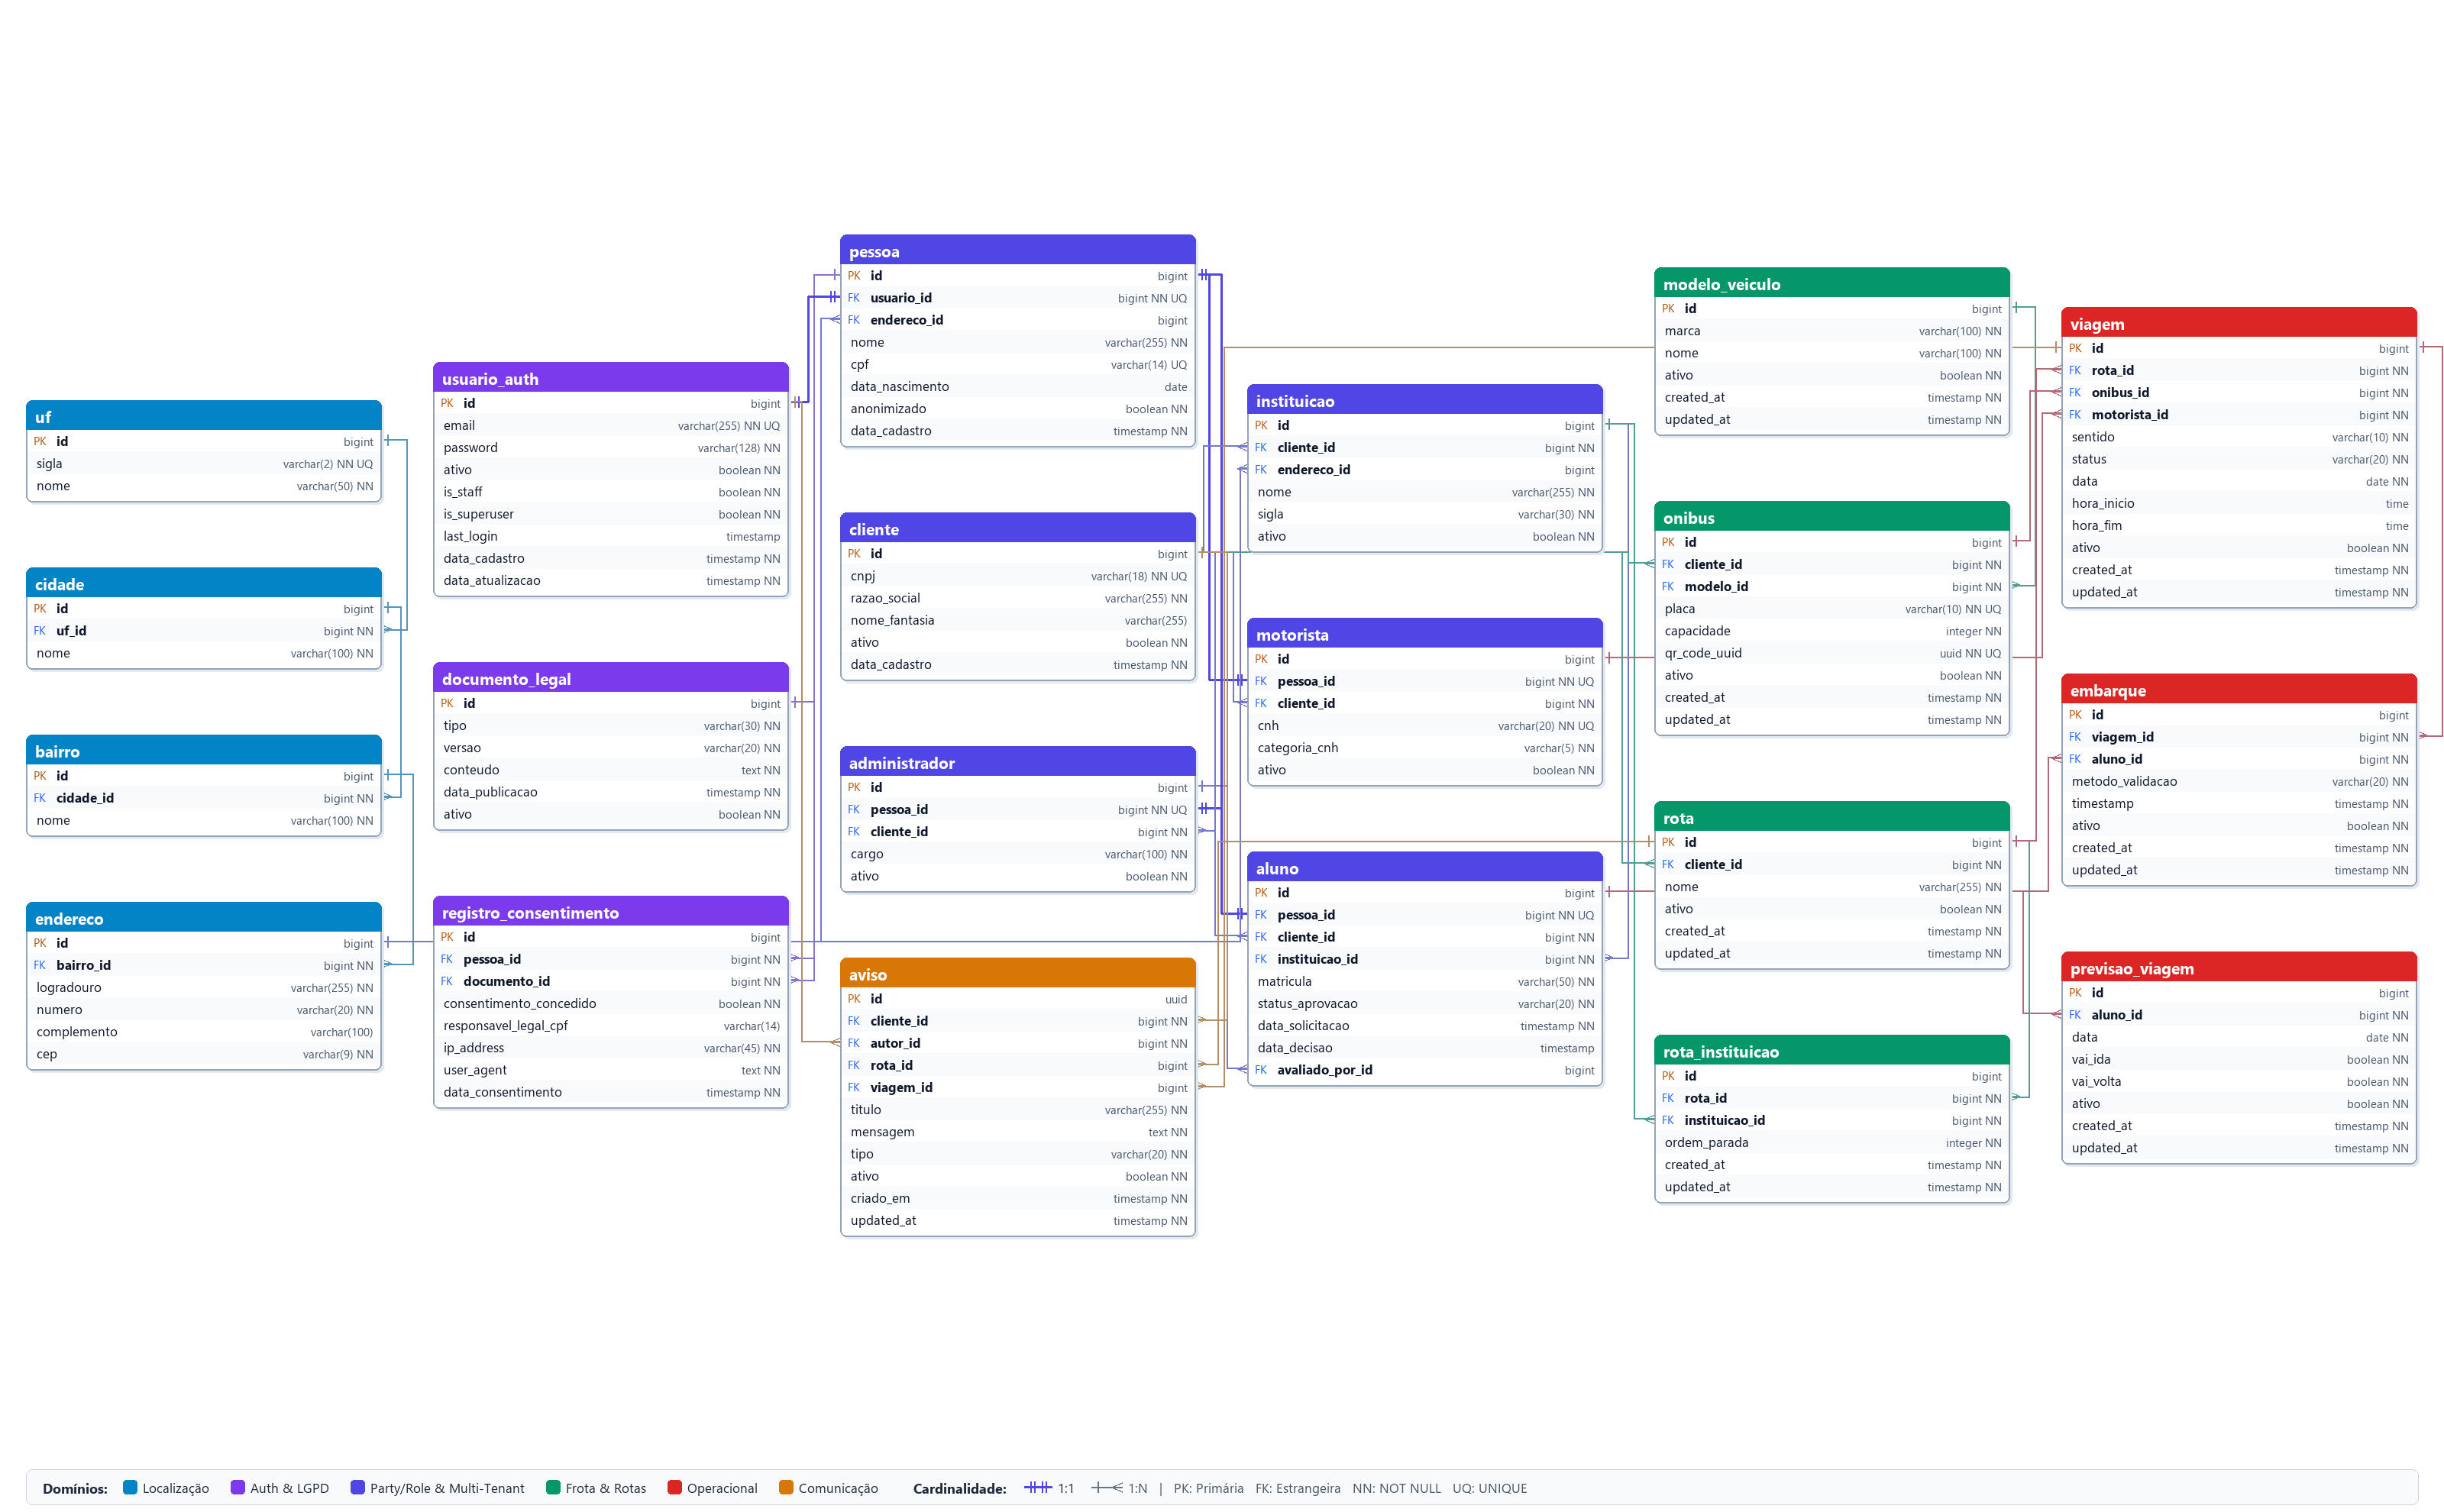 uf
PK id bigint
sigla varchar(2) NN UQ
nome varchar(50) NN
cidade
PK id bigint
FK uf_id bigint NN
nome varchar(100) NN
bairro
PK id bigint
FK cidade_id bigint NN
nome varchar(100) NN
endereco
PK id bigint
FK bairro_id bigint NN
logradouro varchar(255) NN
numero varchar(20) NN
complemento varchar(100)
cep varchar(9) NN
usuario_auth
PK id bigint
email varchar(255) NN UQ
password varchar(128) NN
ativo boolean NN
is_staff boolean NN
is_superuser boolean NN
last_login timestamp
data_cadastro timestamp NN
data_atualizacao timestamp NN
documento_legal
PK id bigint
tipo varchar(30) NN
versao varchar(20) NN
conteudo text NN
data_publicacao timestamp NN
ativo boolean NN
registro_consentimento
PK id bigint
FK pessoa_id bigint NN
FK documento_id bigint NN
consentimento_concedido boolean NN
responsavel_legal_cpf varchar(14)
ip_address varchar(45) NN
user_agent text NN
data_consentimento timestamp NN
pessoa
PK id bigint
FK usuario_id bigint NN UQ
FK endereco_id bigint
nome varchar(255) NN
cpf varchar(14) UQ
data_nascimento date
anonimizado boolean NN
data_cadastro timestamp NN
cliente
PK id bigint
cnpj varchar(18) NN UQ
razao_social varchar(255) NN
nome_fantasia varchar(255)
ativo boolean NN
data_cadastro timestamp NN
administrador
PK id bigint
FK pessoa_id bigint NN UQ
FK cliente_id bigint NN
cargo varchar(100) NN
ativo boolean NN
aviso
PK id uuid
FK cliente_id bigint NN
FK autor_id bigint NN
FK rota_id bigint
FK viagem_id bigint
titulo varchar(255) NN
mensagem text NN
tipo varchar(20) NN
ativo boolean NN
criado_em timestamp NN
updated_at timestamp NN
instituicao
PK id bigint
FK cliente_id bigint NN
FK endereco_id bigint
nome varchar(255) NN
sigla varchar(30) NN
ativo boolean NN
motorista
PK id bigint
FK pessoa_id bigint NN UQ
FK cliente_id bigint NN
cnh varchar(20) NN UQ
categoria_cnh varchar(5) NN
ativo boolean NN
aluno
PK id bigint
FK pessoa_id bigint NN UQ
FK cliente_id bigint NN
FK instituicao_id bigint NN
matricula varchar(50) NN
status_aprovacao varchar(20) NN
data_solicitacao timestamp NN
data_decisao timestamp
FK avaliado_por_id bigint
modelo_veiculo
PK id bigint
marca varchar(100) NN
nome varchar(100) NN
ativo boolean NN
created_at timestamp NN
updated_at timestamp NN
onibus
PK id bigint
FK cliente_id bigint NN
FK modelo_id bigint NN
placa varchar(10) NN UQ
capacidade integer NN
qr_code_uuid uuid NN UQ
ativo boolean NN
created_at timestamp NN
updated_at timestamp NN
rota
PK id bigint
FK cliente_id bigint NN
nome varchar(255) NN
ativo boolean NN
created_at timestamp NN
updated_at timestamp NN
rota_instituicao
PK id bigint
FK rota_id bigint NN
FK instituicao_id bigint NN
ordem_parada integer NN
created_at timestamp NN
updated_at timestamp NN
viagem
PK id bigint
FK rota_id bigint NN
FK onibus_id bigint NN
FK motorista_id bigint NN
sentido varchar(10) NN
status varchar(20) NN
data date NN
hora_inicio time
hora_fim time
ativo boolean NN
created_at timestamp NN
updated_at timestamp NN
embarque
PK id bigint
FK viagem_id bigint NN
FK aluno_id bigint NN
metodo_validacao varchar(20) NN
timestamp timestamp NN
ativo boolean NN
created_at timestamp NN
updated_at timestamp NN
previsao_viagem
PK id bigint
FK aluno_id bigint NN
data date NN
vai_ida boolean NN
vai_volta boolean NN
ativo boolean NN
created_at timestamp NN
updated_at timestamp NN
Domínios: Localização Auth & LGPD Party/Role & Multi-Tenant Frota & Rotas Operacional Comunicação Cardinalidade: 1:1 1:N | PK: Primária FK: Estrangeira NN: NOT NULL UQ: UNIQUE